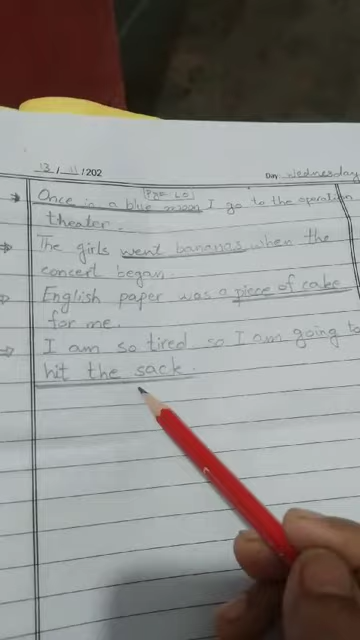 13/11/202 Day Wednesday
Once in a blue moon I go to the operation
theater.
The girls went bananas when the
concert began.
English paper was a piece of cake
for me.
I am so tired so I am going to
hit the sack.